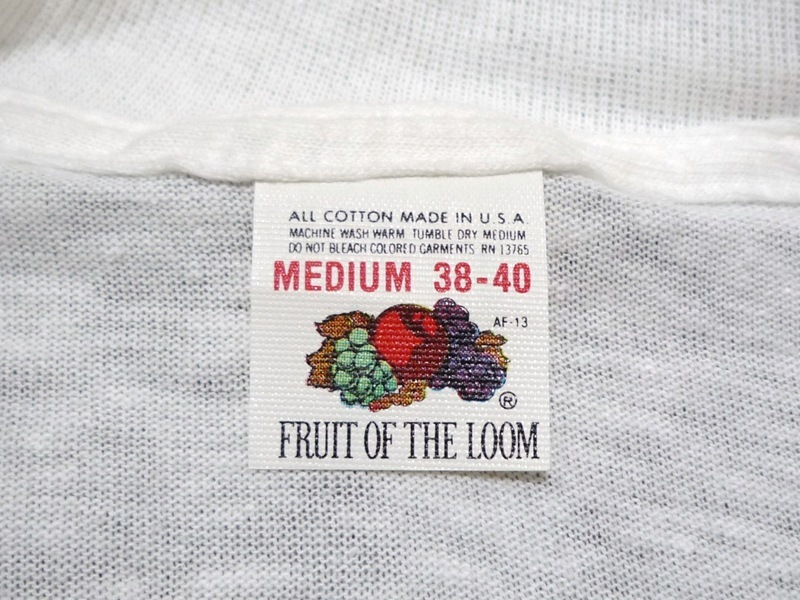 ALL COTTON MADE IN U.S.A.
MACHINE WASH WARM TUMBLE DRY MEDIUM
DO NOT BLEACH COLORED GARMENTS RN 13765
MEDIUM 38-40
AF-13
®
FRUIT OF THE LOOM